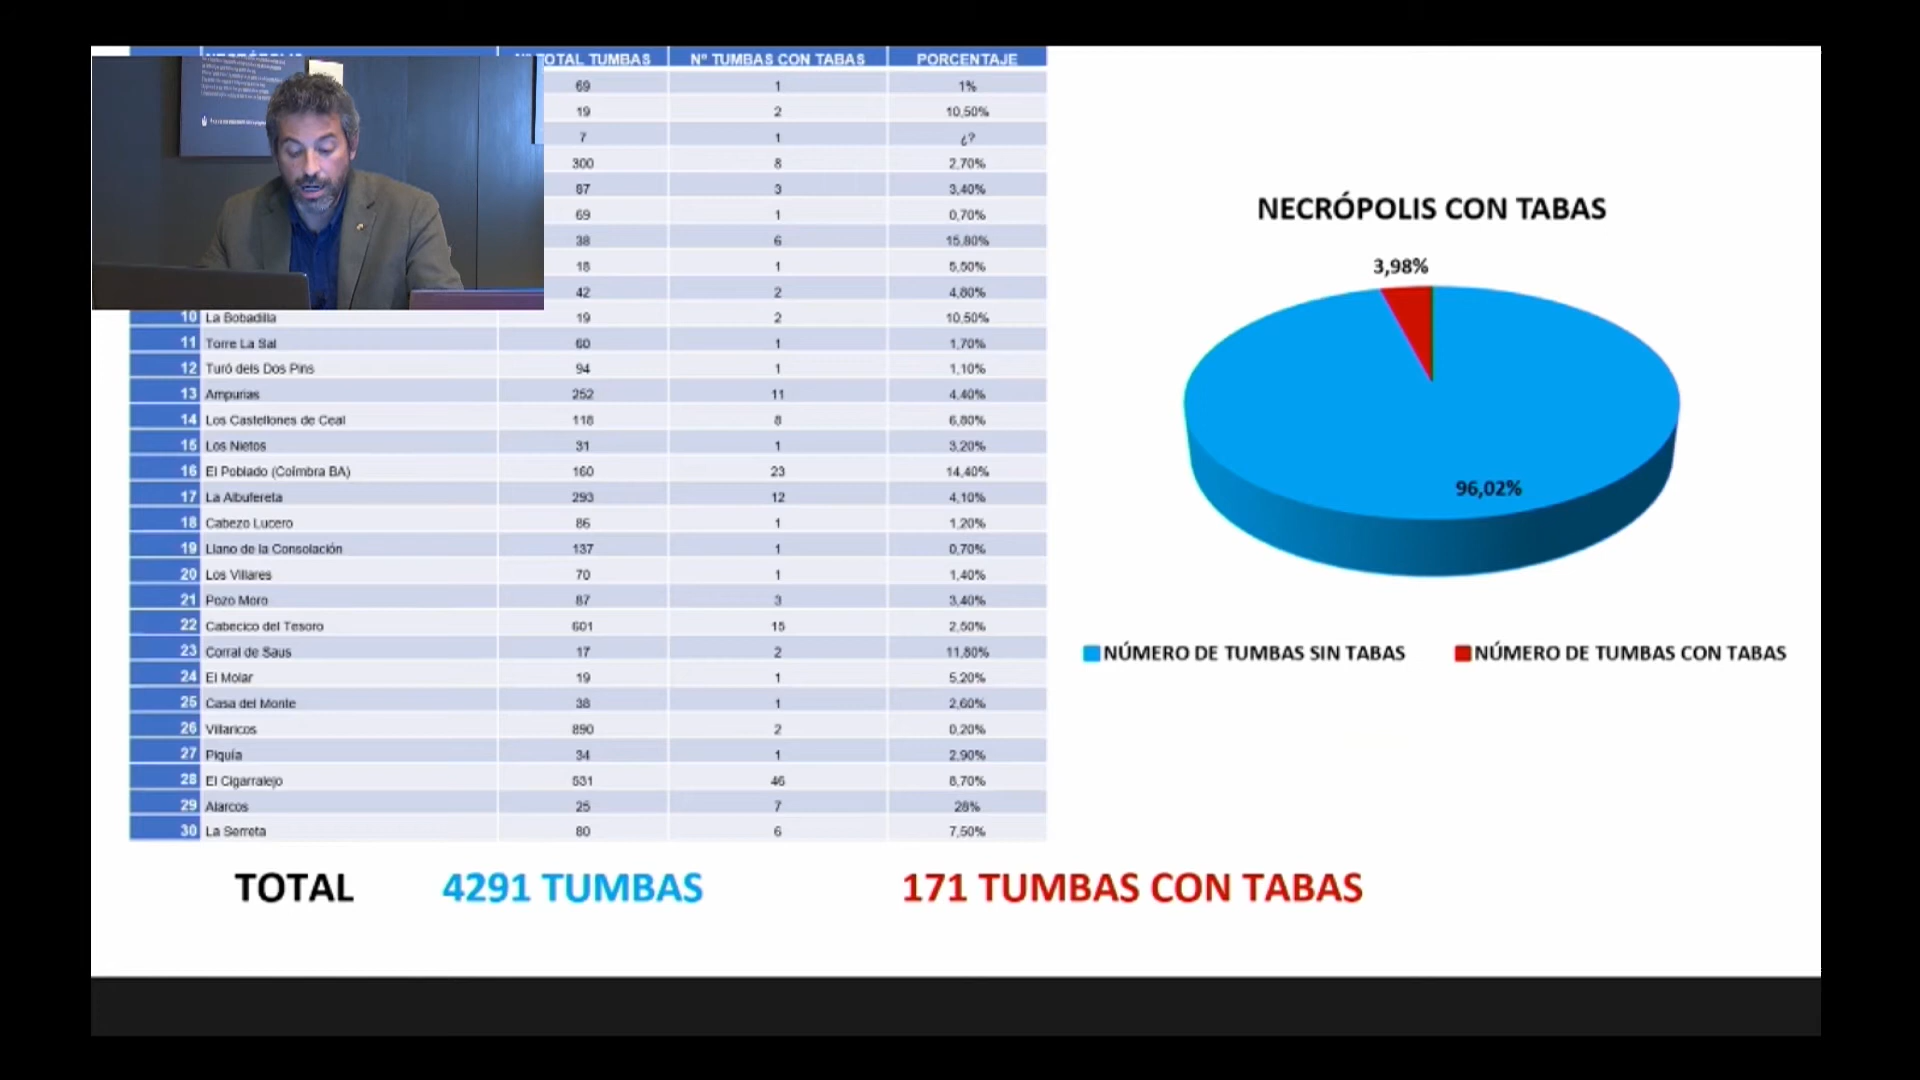 TOTAL TUMBAS Nº TUMBAS CON TABAS PORCENTAJE
69 1 1%
19 2 10,50%
7 1 ¿?
300 8 2,70%
87 3 3,40%
69 1 0,70%
38 6 15,80%
18 1 5,50%
42 2 4,80%
10 La Bobadilla 19 2 10,50%
11 Torre La Sal 60 1 1,70%
12 Turó dels Dos Pins 94 1 1,10%
13 Ampurias 252 11 4,40%
14 Los Castellones de Ceal 118 8 6,80%
15 Los Nietos 31 1 3,20%
16 El Poblado (Coimbra BA) 160 23 14,40%
17 La Albufereta 293 12 4,10%
18 Cabezo Lucero 86 1 1,20%
19 Llano de la Consolación 137 1 0,70%
20 Los Villares 70 1 1,40%
21 Pozo Moro 87 3 3,40%
22 Cabecico del Tesoro 601 15 2,50%
23 Corral de Saus 17 2 11,80%
24 El Molar 19 1 5,20%
25 Casa del Monte 38 1 2,60%
26 Villaricos 890 2 0,20%
27 Piquía 34 1 2,90%
28 El Cigarralejo 531 46 8,70%
29 Alarcos 25 7 28%
30 La Serreta 80 6 7,50%
TOTAL 4291 TUMBAS 171 TUMBAS CON TABAS
NECRÓPOLIS CON TABAS
3,98%
96,02%
NÚMERO DE TUMBAS SIN TABAS NÚMERO DE TUMBAS CON TABAS